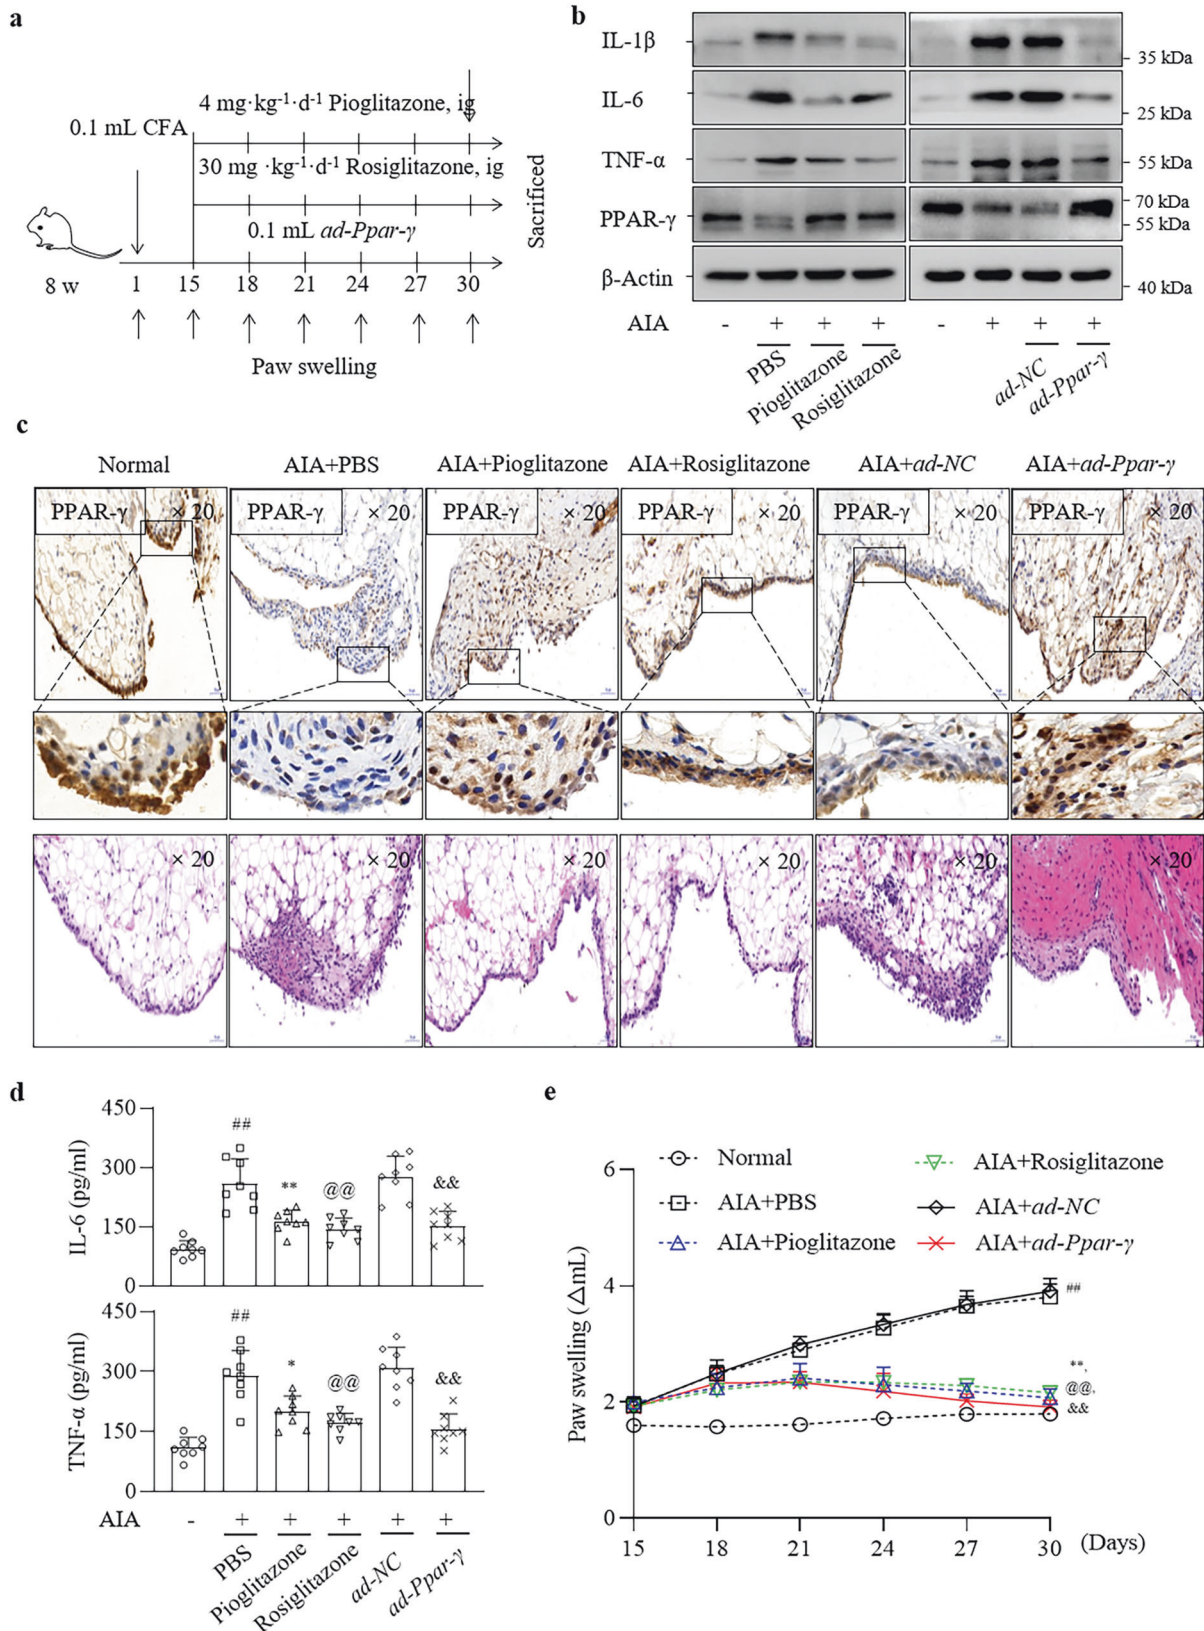 a
4 mg·kg⁻¹·d⁻¹ Pioglitazone, ig
0.1 mL CFA
30 mg ·kg⁻¹·d⁻¹ Rosiglitazone, ig
0.1 mL ad-Ppar-γ
Sacrificed
8 w 1 15 18 21 24 27 30
Paw swelling
b
IL-1β 35 kDa
IL-6 25 kDa
TNF-α 55 kDa
PPAR-γ 70 kDa
55 kDa
β-Actin 40 kDa
AIA - + + + - + + +
PBS Pioglitazone Rosiglitazone ad-NC ad-Ppar-γ
c
Normal AIA+PBS AIA+Pioglitazone AIA+Rosiglitazone AIA+ad-NC AIA+ad-Ppar-γ
PPAR-γ × 20 PPAR-γ × 20 PPAR-γ × 20 PPAR-γ × 20 PPAR-γ × 20 PPAR-γ × 20
× 20 × 20 × 20 × 20 × 20 × 20
d
IL-6 (pg/ml)
450
300
150
0
## ** @@ &&
TNF-α (pg/ml)
450
300
150
0
## * @@ &&
AIA - + + + + +
PBS Pioglitazone Rosiglitazone ad-NC ad-Ppar-γ
e
Normal AIA+Rosiglitazone
AIA+PBS AIA+ad-NC
AIA+Pioglitazone AIA+ad-Ppar-γ
Paw swelling (△mL)
6
4
2
0
##
**,
@@,
&&
15 18 21 24 27 30 (Days)